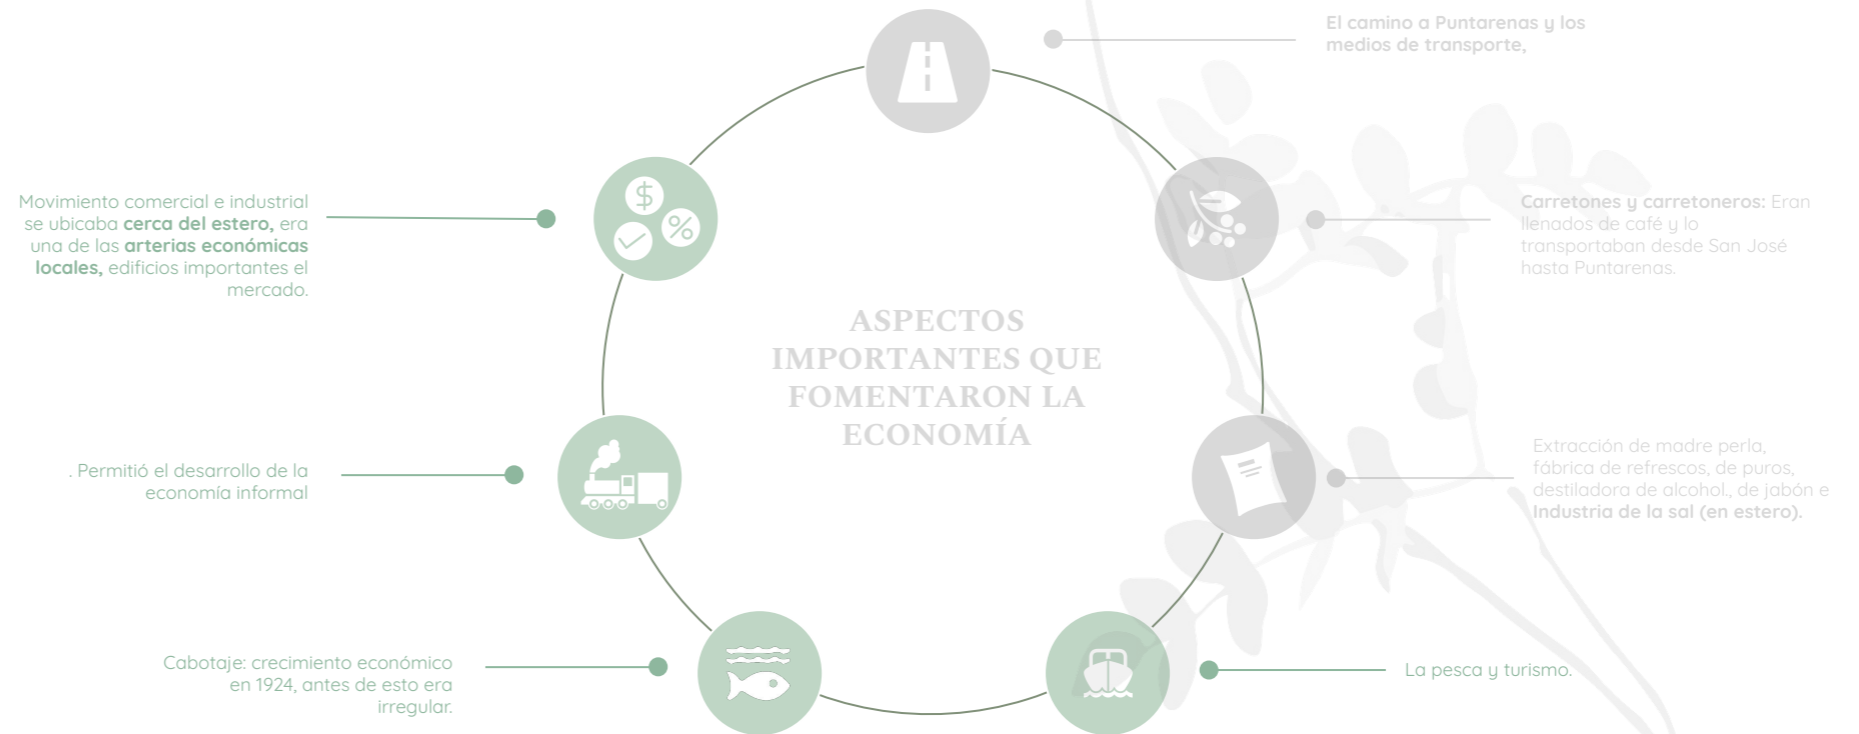 El camino a Puntarenas y los
medios de transporte,
Carretones y carretoneros: Eran
llenados de café y lo
transportaban desde San José
hasta Puntarenas.
Extracción de madre perla,
fábrica de refrescos, de puros,
destiladora de alcohol., de jabón e
Industria de la sal (en estero).
La pesca y turismo.
Cabotaje: crecimiento económico
en 1924, antes de esto era
irregular.
. Permitió el desarrollo de la
economía informal
Movimiento comercial e industrial
se ubicaba cerca del estero, era
una de las arterias económicas
locales, edificios importantes el
mercado.
ASPECTOS
IMPORTANTES QUE
FOMENTARON LA
ECONOMÍA
$
%